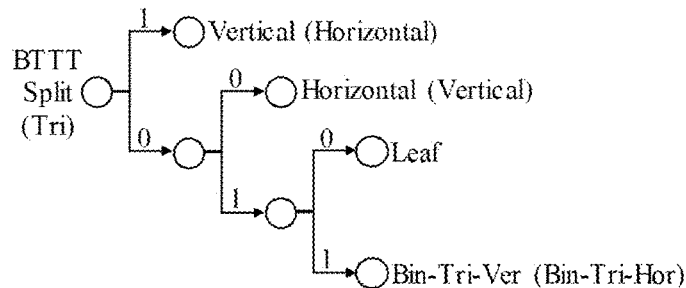 1
Vertical (Horizontal)
BTTT
Split
(Tri)
0
Horizontal (Vertical)
0
0
Leaf
1
1
Bin-Tri-Ver (Bin-Tri-Hor)